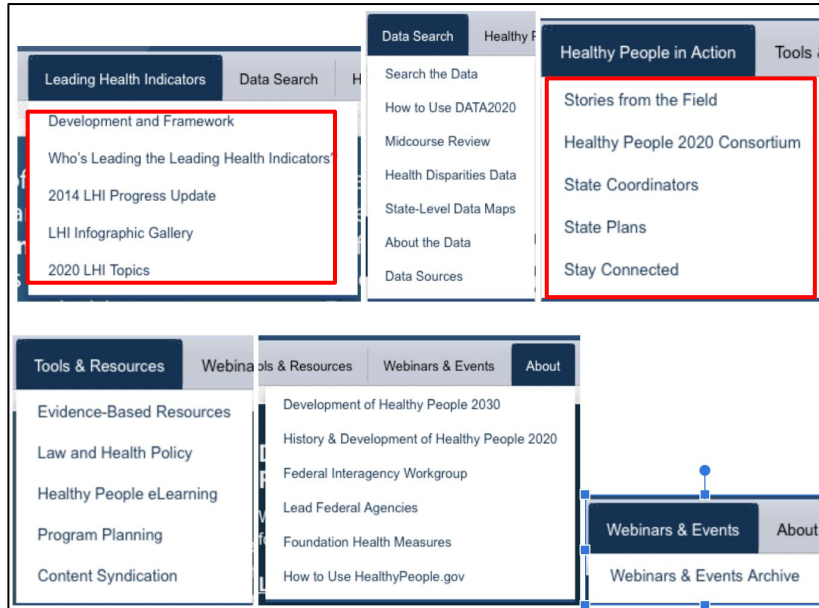 Leading Health Indicators Data Search H
Development and Framework
Who's Leading the Leading Health Indicators?
2014 LHI Progress Update
LHI Infographic Gallery
2020 LHI Topics
Data Search Healthy P
Search the Data
How to Use DATA2020
Midcourse Review
Health Disparities Data
State-Level Data Maps
About the Data
Data Sources
Healthy People in Action Tools &
Stories from the Field
Healthy People 2020 Consortium
State Coordinators
State Plans
Stay Connected
Tools & Resources Webina
Evidence-Based Resources
Law and Health Policy
Healthy People eLearning
Program Planning
Content Syndication
ols & Resources Webinars & Events About
Development of Healthy People 2030
History & Development of Healthy People 2020
Federal Interagency Workgroup
Lead Federal Agencies
Foundation Health Measures
How to Use HealthyPeople.gov
Webinars & Events About
Webinars & Events Archive